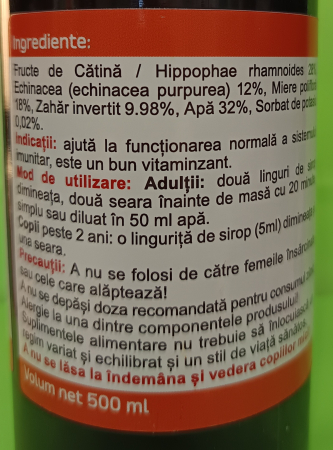 Ingrediente:
Fructe de Cătină / Hippophae rhamnoides
Echinacea (echinacea purpurea) 12%, Miere
18%, Zahăr invertit 9.98%, Apă 32%, Sorbat de
0,02%.
Indicații: ajută la funcționarea normală a
imunitar, este un bun vitaminzant.
Mod de utilizare: Adulții: două linguri de
dimineața, două seara înainte de masă cu 20
simplu sau diluat în 50 ml apă.
Copii peste 2 ani: o linguriță de sirop (5ml)
una seara.
Precauții: A nu se folosi de către femeile
sau cele care alăptează!
A nu se depăși doza recomandată pentru consumul
Alergie la una dintre componentele produsului!
Suplimentele alimentare nu trebuie să înlocuiască
regim variat și echilibrat și un stil de viață
A nu se lăsa la îndemâna și vedera copiilor
Volum net 500 ml